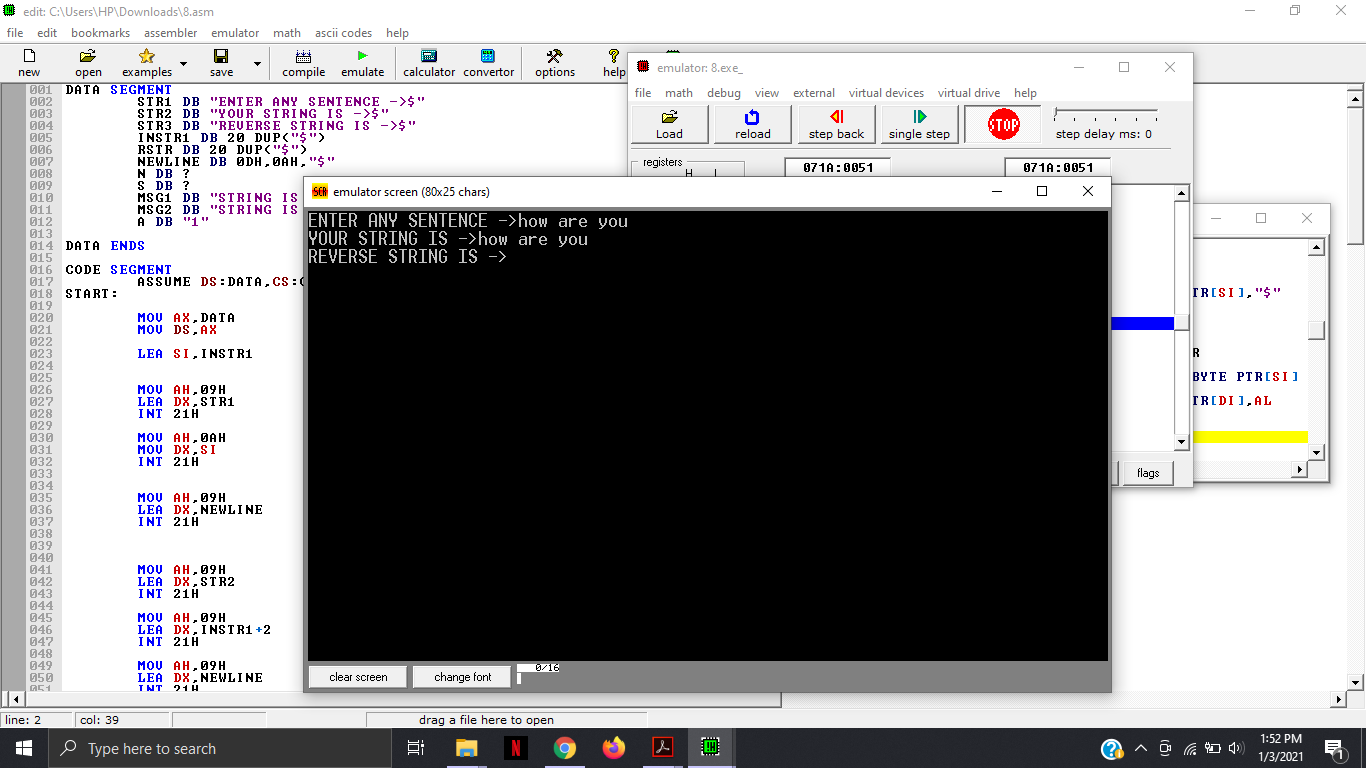 edit: C:\Users\HP\Downloads\8.asm
file edit bookmarks assembler emulator math ascii codes help
new open examples save compile emulate calculator convertor options help
001 DATA SEGMENT
002 STR1 DB "ENTER ANY SENTENCE ->$"
003 STR2 DB "YOUR STRING IS ->$"
004 STR3 DB "REVERSE STRING IS ->$"
005 INSTR1 DB 20 DUP("$")
006 RSTR DB 20 DUP("$")
007 NEWLINE DB 0DH,0AH,"$"
008 N DB ?
009 S DB ?
010 MSG1 DB "STRING IS
011 MSG2 DB "STRING IS
012 A DB "1"
013
014 DATA ENDS
015
016 CODE SEGMENT
017 ASSUME DS:DATA,CS:
018 START:
019
020 MOV AX,DATA
021 MOV DS,AX
022
023 LEA SI,INSTR1
024
025
026 MOV AH,09H
027 LEA DX,STR1
028 INT 21H
029
030 MOV AH,0AH
031 MOV DX,SI
032 INT 21H
033
034
035 MOV AH,09H
036 LEA DX,NEWLINE
037 INT 21H
038
039
040
041 MOV AH,09H
042 LEA DX,STR2
043 INT 21H
044
045 MOV AH,09H
046 LEA DX,INSTR1+2
047 INT 21H
048
049 MOV AH,09H
050 LEA DX,NEWLINE
051 INT 21H
emulator: 8.exe_
file math debug view external virtual devices virtual drive help
Load reload step back single step STOP step delay ms: 0
registers 071A:0051 071A:0051
H L
emulator screen (80x25 chars)
ENTER ANY SENTENCE ->how are you
YOUR STRING IS ->how are you
REVERSE STRING IS ->
clear screen change font 0/16
TR[SI],"$"
R
BYTE PTR[SI]
TR[DI],AL
flags
line: 2 col: 39 drag a file here to open
Type here to search
1:52 PM
1/3/2021
1